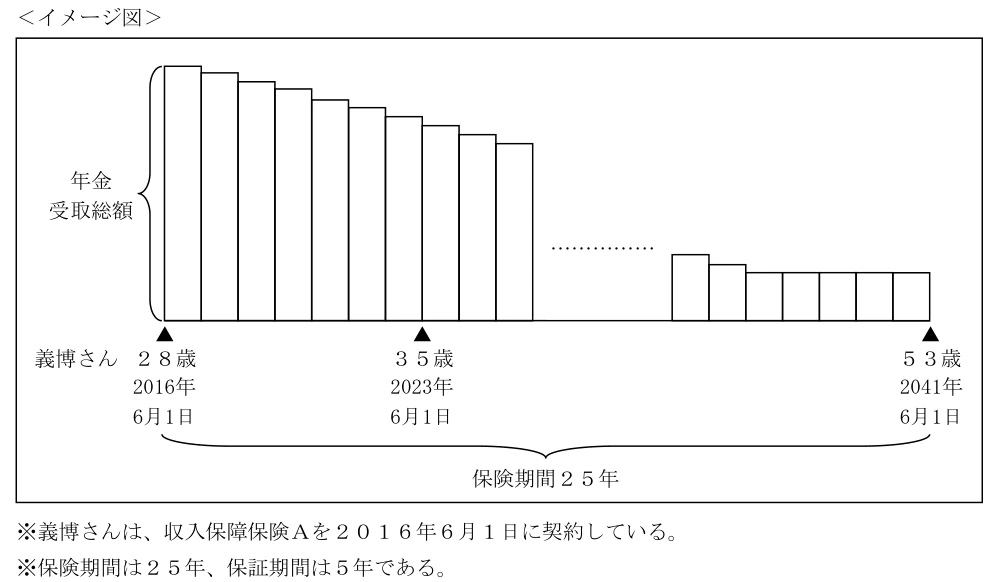 ＜イメージ図＞
年金
受取総額
義博さん ２８歳 ３５歳 ５３歳
2016年 2023年 2041年
6月1日 6月1日 6月1日
保険期間２５年
※義博さんは、収入保障保険Ａを２０１６年６月１日に契約している。
※保険期間は２５年、保証期間は５年である。